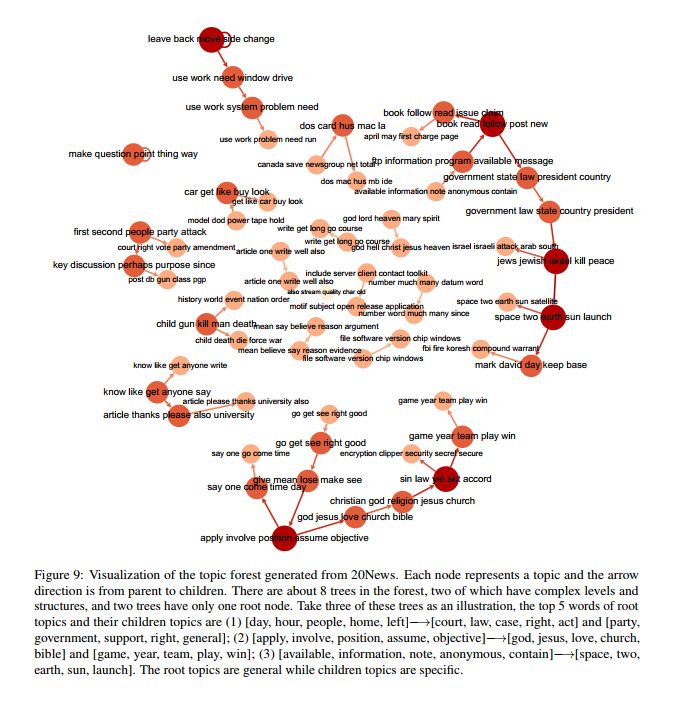 leave back move side change
use work need window drive
use work system problem need
use work problem need run
dos card hus mac la
book follow read issue claim
book read follow post new
april may first charge page
make question point thing way
canada save newsgroup net total
ftp information program available message
dos mac hus mb ide
government state law president country
available information note anonymous contain
car get like buy look
get like car buy look
government law state country president
model dod power tape hold
god lord heaven mary spirit
first second people party attack
write get long go course
write get long go course
court right vote party amendment
god hell christ jesus heaven
israel israeli attack arab south
article one write well also
jews jewish israel kill peace
key discussion perhaps purpose since
post db gun class pgp
include server client contact toolkit
article one write well also
number much many datum word
also stream quality char old
history world event nation order
motif subject open release application
space two earth sun satellite
number word much many since
space two earth sun launch
child gun kill man death
mean say believe reason argument
child death die force war
file software version chip windows
mean believe say reason evidence
fbi fire koresh compound warrant
file software version chip windows
know like get anyone write
mark david day keep base
know like get anyone say
article please thanks university also
game year team play win
article thanks please also university
go get see right good
game year team play win
go get see right good
say one go come time
encryption clipper security secret secure
give mean lose make see
sin law yet act accord
say one come time day
christian god religion jesus church
god jesus love church bible
apply involve position assume objective
Figure 9: Visualization of the topic forest generated from 20News. Each node represents a topic and the arrow
direction is from parent to children. There are about 8 trees in the forest, two of which have complex levels and
structures, and two trees have only one root node. Take three of these trees as an illustration, the top 5 words of root
topics and their children topics are (1) [day, hour, people, home, left]—→[court, law, case, right, act] and [party,
government, support, right, general]; (2) [apply, involve, position, assume, objective]—→[god, jesus, love, church,
bible] and [game, year, team, play, win]; (3) [available, information, note, anonymous, contain]—→[space, two,
earth, sun, launch]. The root topics are general while children topics are specific.